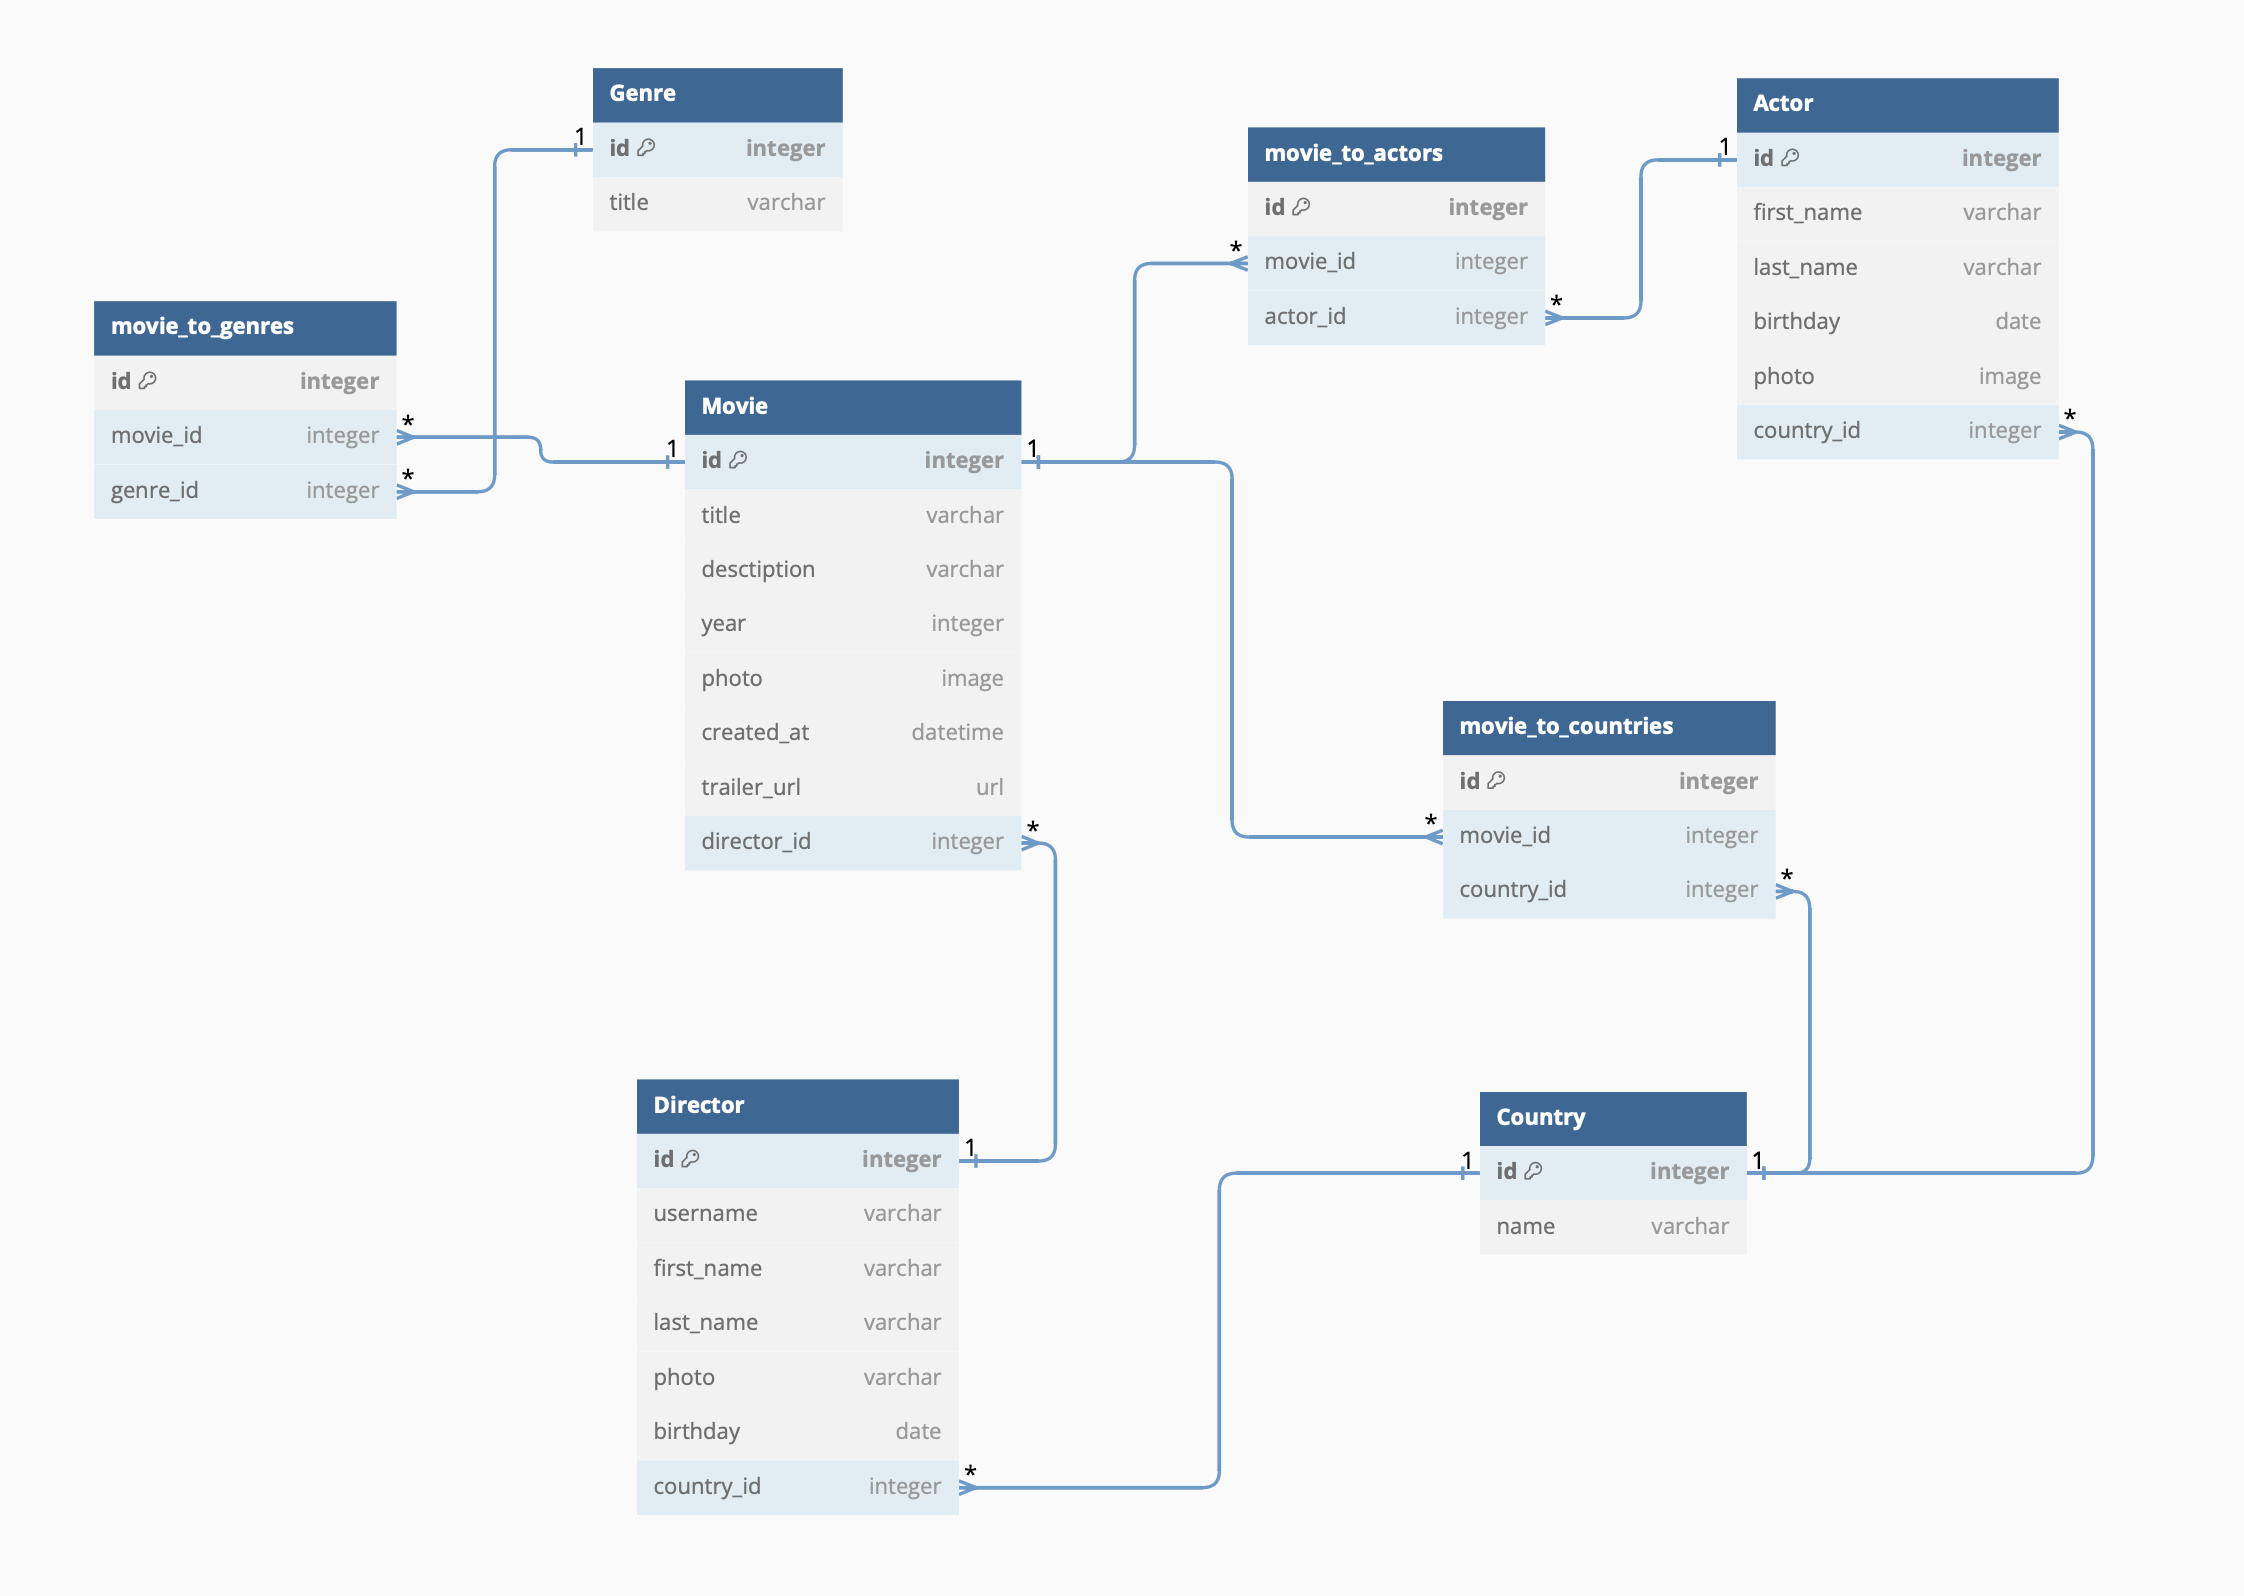 Genre
id integer
title varchar
movie_to_genres
id integer
movie_id integer
genre_id integer
Movie
id integer
title varchar
desctiption varchar
year integer
photo image
created_at datetime
trailer_url url
director_id integer
movie_to_actors
id integer
movie_id integer
actor_id integer
Actor
id integer
first_name varchar
last_name varchar
birthday date
photo image
country_id integer
movie_to_countries
id integer
movie_id integer
country_id integer
Director
id integer
username varchar
first_name varchar
last_name varchar
photo varchar
birthday date
country_id integer
Country
id integer
name varchar
1
*
*
1
1
*
*
1
*
*
1
*
*
1
1
*